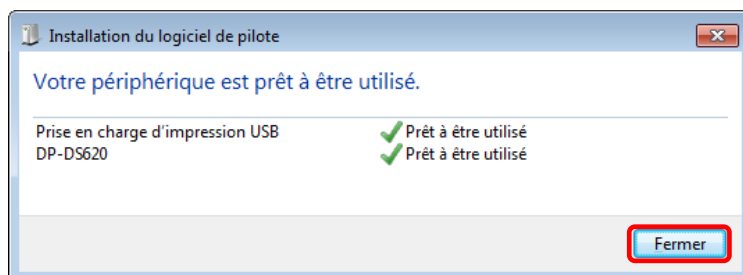 Installation du logiciel de pilote
Votre périphérique est prêt à être utilisé.
Prise en charge d'impression USB Prêt à être utilisé
DP-DS620 Prêt à être utilisé
Fermer